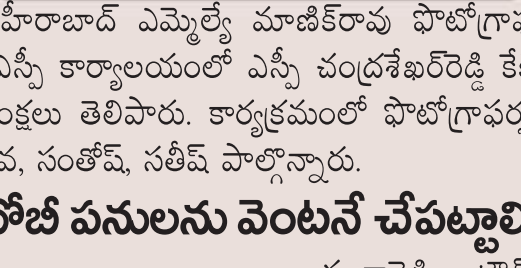 హీరాబాద్ ఎమ్మెల్యే మాణిక్‌రావు ఫొటోగ్రా
ఎస్పీ కార్యాలయంలో ఎస్పీ చంద్రశేఖర్‌రెడ్డి కే
ంక్షలు తెలిపారు. కార్యక్రమంలో ఫొటోగ్రాఫర్
వ, సంతోష్, సతీష్ పాల్గొన్నారు.
పనులను వెంటనే చేపట్టాలి